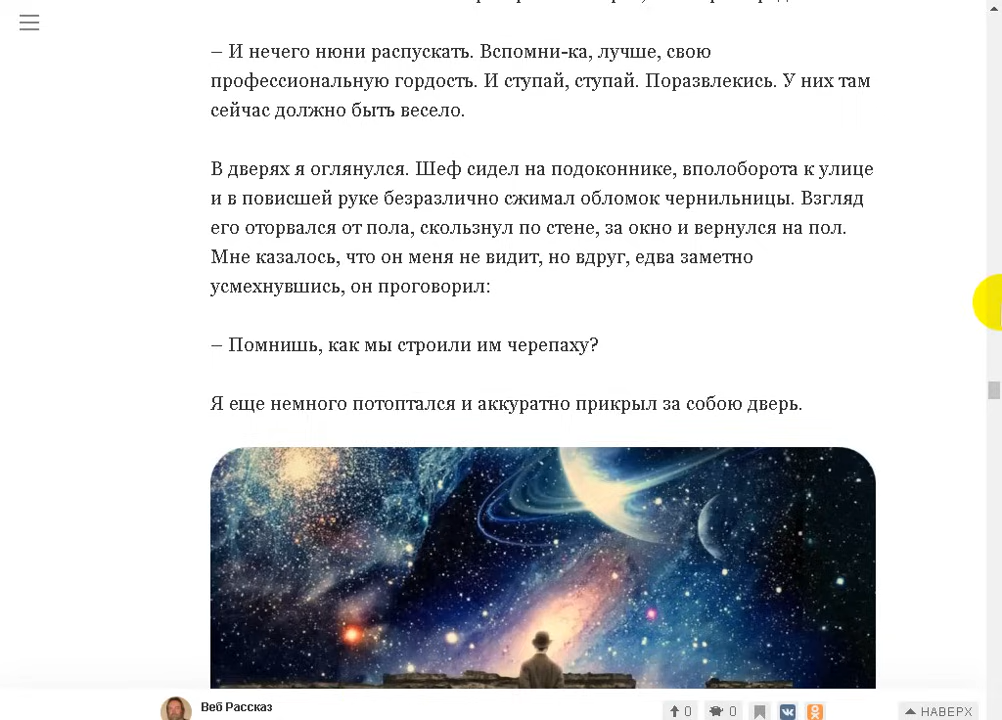 – И нечего нюни распускать. Вспомни-ка, лучше, свою
профессиональную гордость. И ступай, ступай. Поразвлекись. У них там
сейчас должно быть весело.
В дверях я оглянулся. Шеф сидел на подоконнике, вполоборота к улице
и в повисшей руке безразлично сжимал обломок чернильницы. Взгляд
его оторвался от пола, скользнул по стене, за окно и вернулся на пол.
Мне казалось, что он меня не видит, но вдруг, едва заметно
усмехнувшись, он проговорил:
– Помнишь, как мы строили им черепаху?
Я еще немного потоптался и аккуратно прикрыл за собою дверь.
Веб Рассказ
0
0
НАВЕРХ